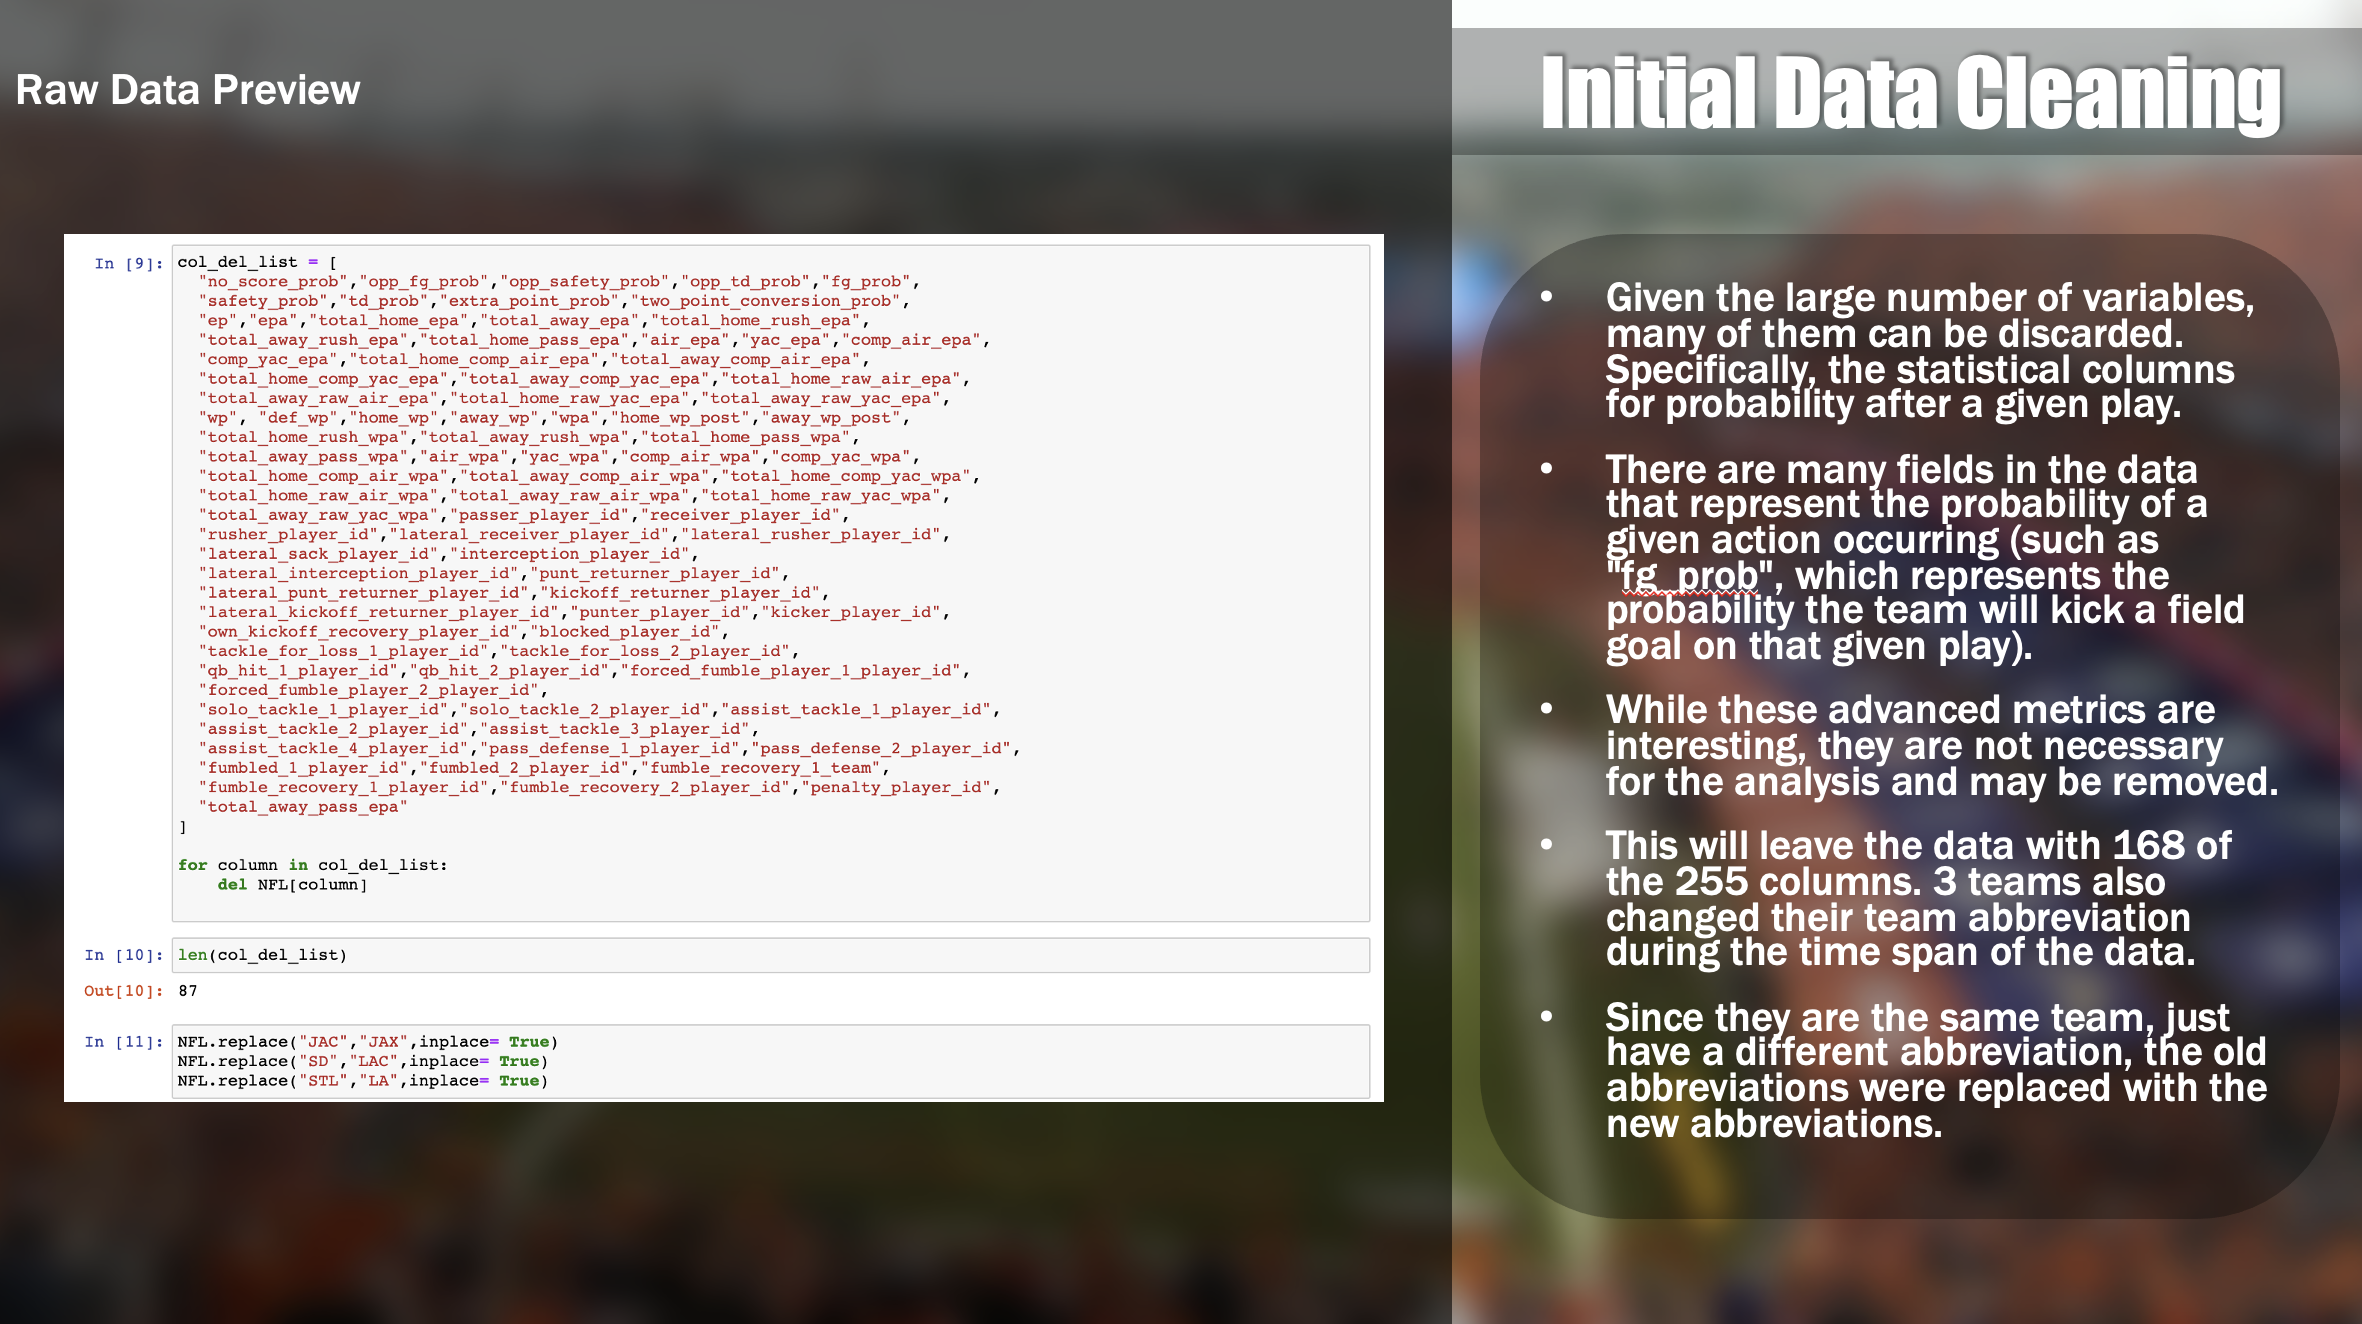 Raw Data Preview
In [9]:
col_del_list = [
"no_score_prob","opp_fg_prob","opp_safety_prob","opp_td_prob","fg_prob",
"safety_prob","td_prob","extra_point_prob","two_point_conversion_prob",
"ep","epa","total_home_epa","total_away_epa","total_home_rush_epa",
"total_away_rush_epa","total_home_pass_epa","air_epa","yac_epa","comp_air_epa",
"comp_yac_epa","total_home_comp_air_epa","total_away_comp_air_epa",
"total_home_comp_yac_epa","total_away_comp_yac_epa","total_home_raw_air_epa",
"total_away_raw_air_epa","total_home_raw_yac_epa","total_away_raw_yac_epa",
"wp", "def_wp","home_wp","away_wp","wpa","home_wp_post","away_wp_post",
"total_home_rush_wpa","total_away_rush_wpa","total_home_pass_wpa",
"total_away_pass_wpa","air_wpa","yac_wpa","comp_air_wpa","comp_yac_wpa",
"total_home_comp_air_wpa","total_away_comp_air_wpa","total_home_comp_yac_wpa",
"total_home_raw_air_wpa","total_away_raw_air_wpa","total_home_raw_yac_wpa",
"total_away_raw_yac_wpa","passer_player_id","receiver_player_id",
"rusher_player_id","lateral_receiver_player_id","lateral_rusher_player_id",
"lateral_sack_player_id","interception_player_id",
"lateral_interception_player_id","punt_returner_player_id",
"lateral_punt_returner_player_id","kickoff_returner_player_id",
"lateral_kickoff_returner_player_id","punter_player_id","kicker_player_id",
"own_kickoff_recovery_player_id","blocked_player_id",
"tackle_for_loss_1_player_id","tackle_for_loss_2_player_id",
"qb_hit_1_player_id","qb_hit_2_player_id","forced_fumble_player_1_player_id",
"forced_fumble_player_2_player_id",
"solo_tackle_1_player_id","solo_tackle_2_player_id","assist_tackle_1_player_id",
"assist_tackle_2_player_id","assist_tackle_3_player_id",
"assist_tackle_4_player_id","pass_defense_1_player_id","pass_defense_2_player_id",
"fumbled_1_player_id","fumbled_2_player_id","fumble_recovery_1_team",
"fumble_recovery_1_player_id","fumble_recovery_2_player_id","penalty_player_id",
"total_away_pass_epa"
]
for column in col_del_list:
del NFL[column]
In [10]: len(col_del_list)
Out[10]: 87
In [11]: NFL.replace("JAC","JAX",inplace= True)
NFL.replace("SD","LAC",inplace= True)
NFL.replace("STL","LA",inplace= True)
Initial Data Cleaning
• Given the large number of variables,
many of them can be discarded.
Specifically, the statistical columns
for probability after a given play.
• There are many fields in the data
that represent the probability of a
given action occurring (such as
"fg_prob", which represents the
probability the team will kick a field
goal on that given play).
• While these advanced metrics are
interesting, they are not necessary
for the analysis and may be removed.
• This will leave the data with 168 of
the 255 columns. 3 teams also
changed their team abbreviation
during the time span of the data.
• Since they are the same team, just
have a different abbreviation, the old
abbreviations were replaced with the
new abbreviations.